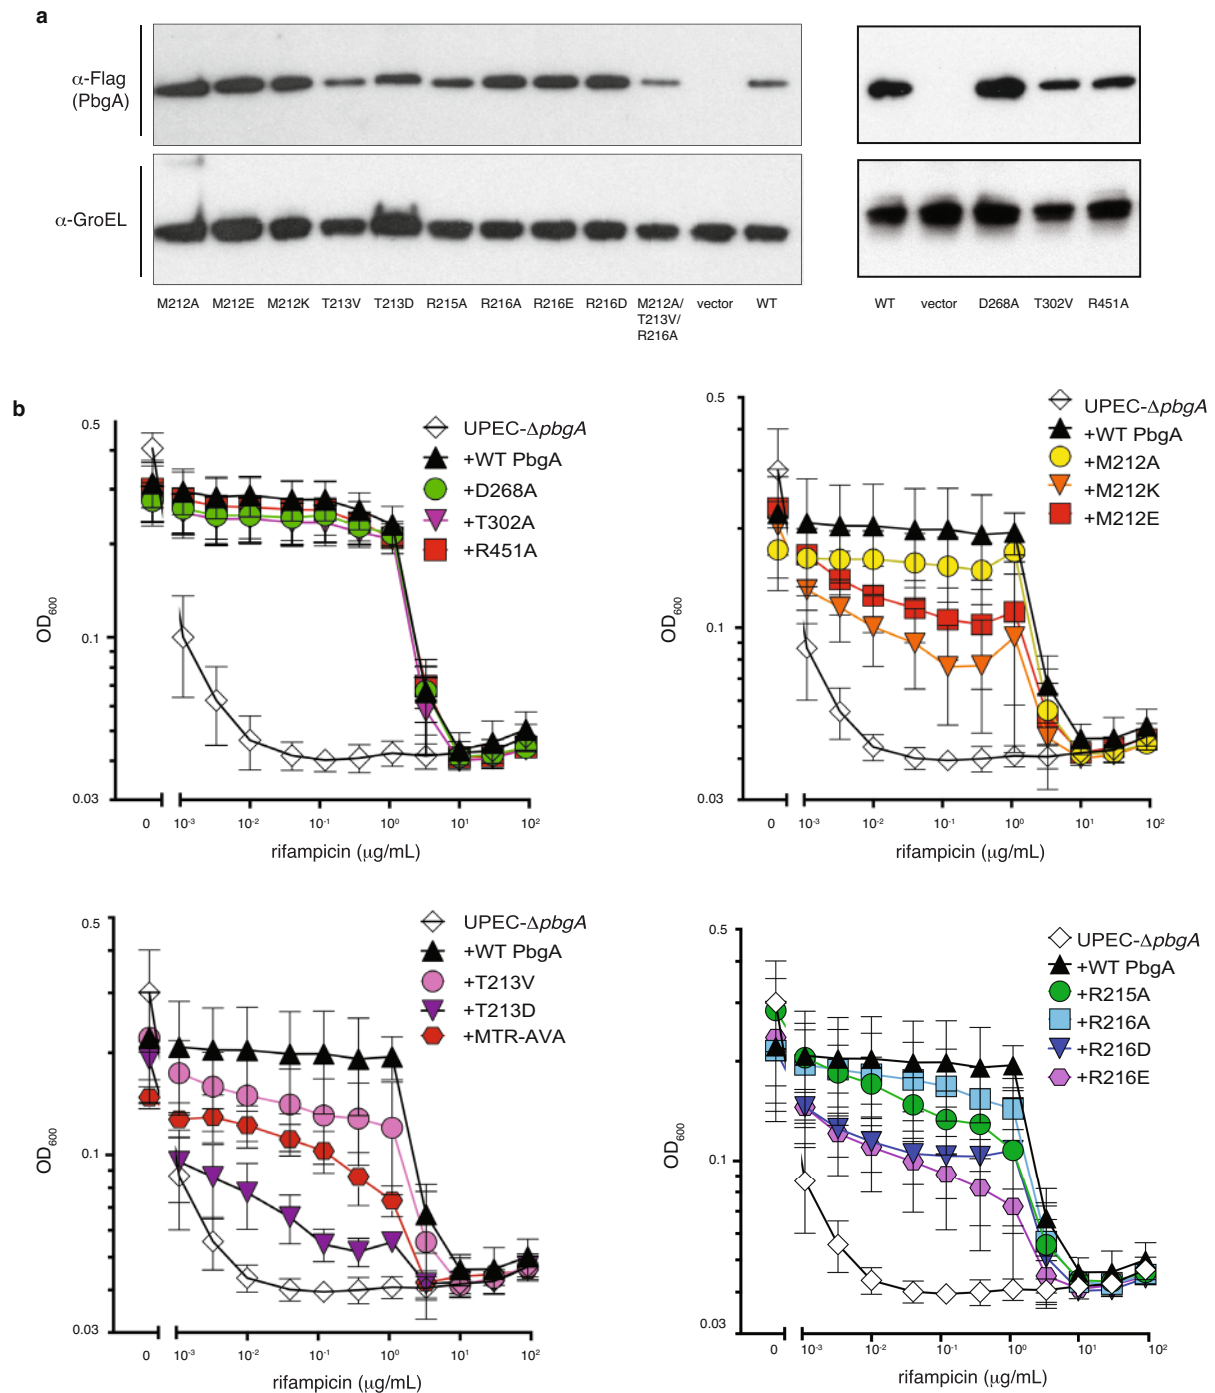 a
α-Flag
(PbgA)
α-GroEL
M212A M212E M212K T213V T213D R215A R216A R216E R216D M212A/ vector WT
T213V/
R216A
WT vector D268A T302V R451A
b
0.5
0.1
0.03
OD600
0 10-3 10-2 10-1 100 101 102
rifampicin (μg/mL)
UPEC-ΔpbgA
+WT PbgA
+D268A
+T302A
+R451A
0.5
0.1
0.03
OD600
0 10-3 10-2 10-1 100 101 102
rifampicin (μg/mL)
UPEC-ΔpbgA
+WT PbgA
+M212A
+M212K
+M212E
0.5
0.1
0.03
OD600
0 10-3 10-2 10-1 100 101 102
rifampicin (μg/mL)
UPEC-ΔpbgA
+WT PbgA
+T213V
+T213D
+MTR-AVA
0.5
0.1
0.03
OD600
0 10-3 10-2 10-1 100 101 102
rifampicin (μg/mL)
UPEC-ΔpbgA
+WT PbgA
+R215A
+R216A
+R216D
+R216E